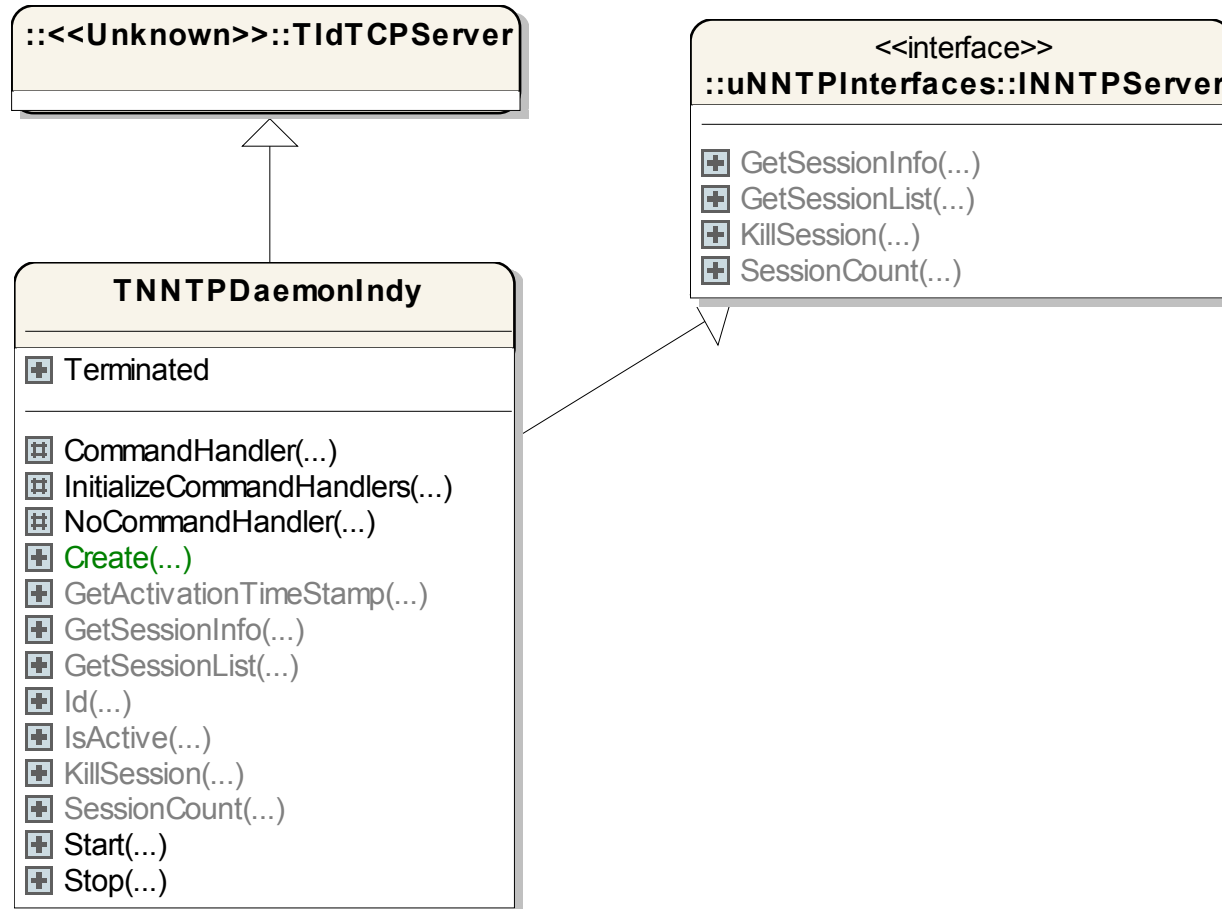 ::<<Unknown>>::TIdTCPServer
<<interface>>
::uNNTPInterfaces::INNTPServer
GetSessionInfo(...)
GetSessionList(...)
KillSession(...)
SessionCount(...)
TNNTPDaemonIndy
Terminated
CommandHandler(...)
InitializeCommandHandlers(...)
NoCommandHandler(...)
Create(...)
GetActivationTimeStamp(...)
GetSessionInfo(...)
GetSessionList(...)
Id(...)
IsActive(...)
KillSession(...)
SessionCount(...)
Start(...)
Stop(...)